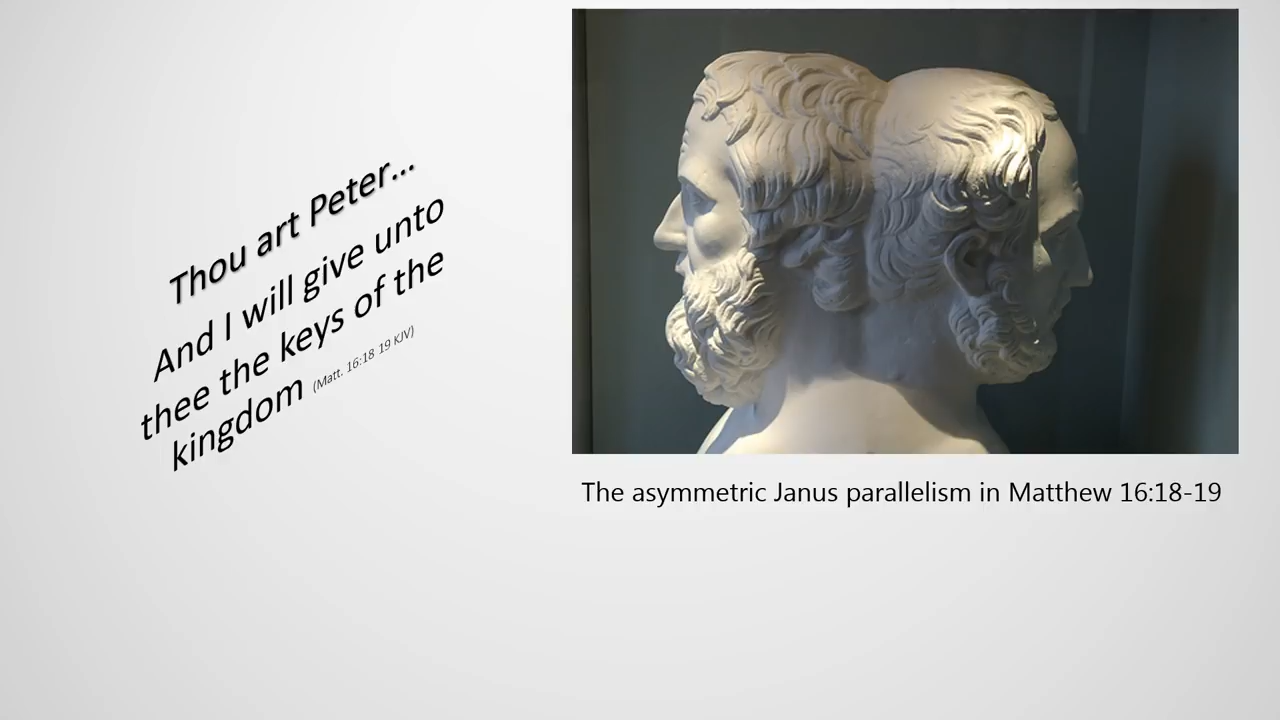 Thou art Peter...
And I will give unto
thee the keys of the
kingdom (Matt. 16:18 19 KJV)
The asymmetric Janus parallelism in Matthew 16:18-19